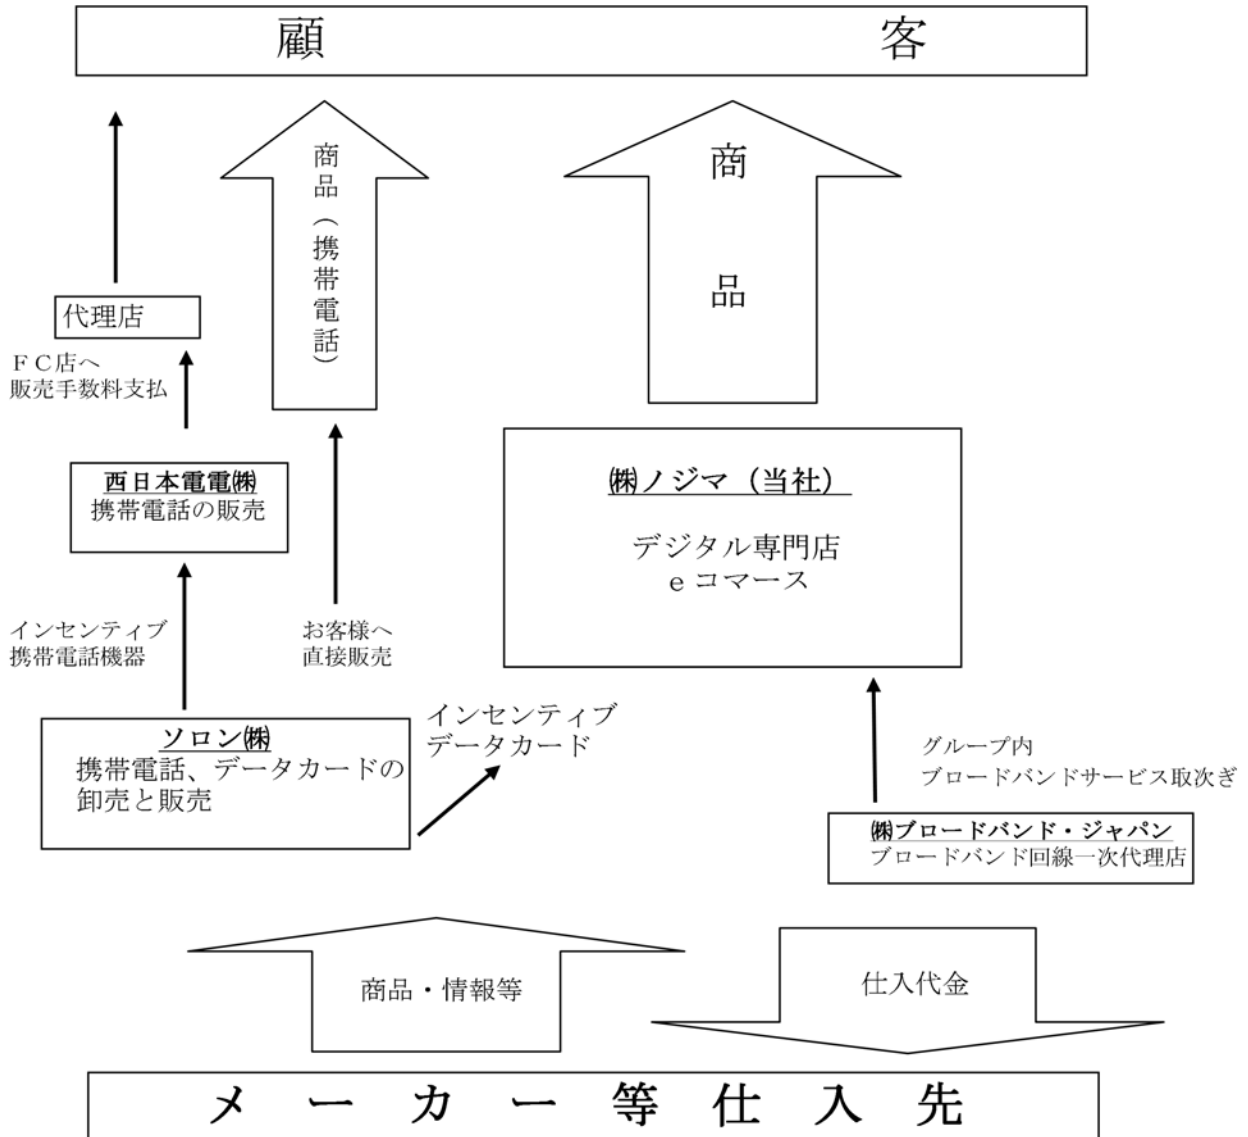 顧客
商品（携帯電話）
商品
代理店
ＦＣ店へ
販売手数料支払
西日本電電㈱
携帯電話の販売
㈱ノジマ（当社）
デジタル専門店
ｅコマース
インセンティブ
携帯電話機器
お客様へ
直接販売
ソロン㈱
携帯電話、データカードの
卸売と販売
インセンティブ
データカード
グループ内
ブロードバンドサービス取次ぎ
㈱ブロードバンド・ジャパン
ブロードバンド回線一次代理店
商品・情報等
仕入代金
メーカー等仕入先